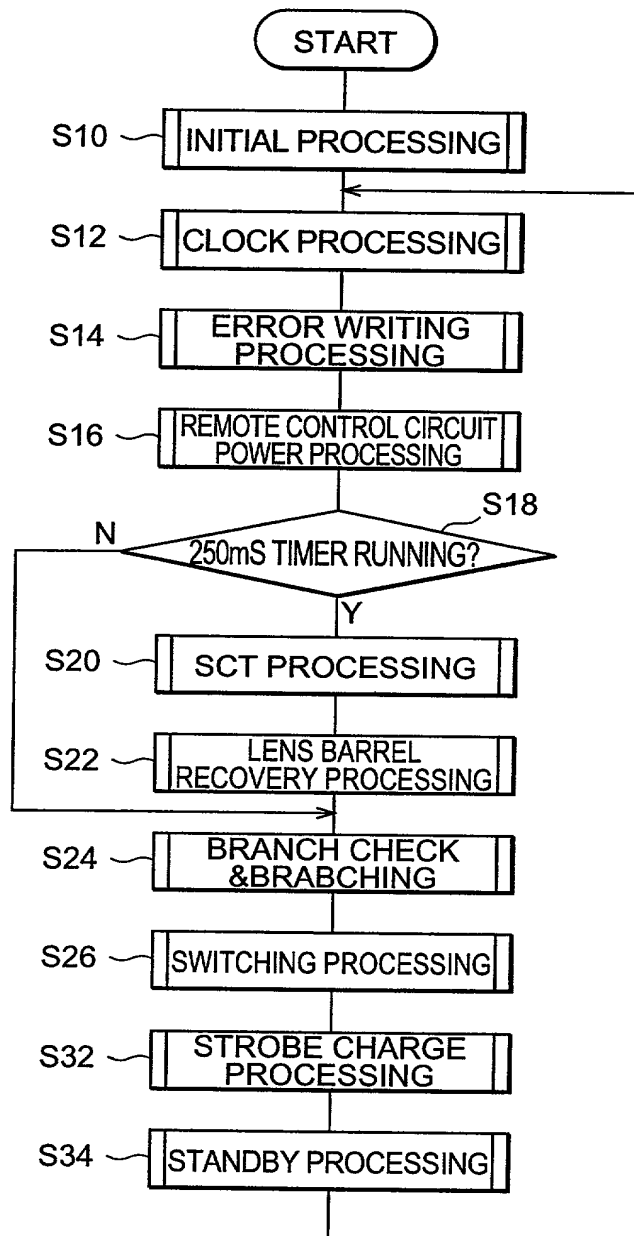 START
S10
INITIAL PROCESSING
S12
CLOCK PROCESSING
S14
ERROR WRITING
PROCESSING
S16
REMOTE CONTROL CIRCUIT
POWER PROCESSING
S18
N
250mS TIMER RUNNING?
Y
S20
SCT PROCESSING
S22
LENS BARREL
RECOVERY PROCESSING
S24
BRANCH CHECK
&BRABCHING
S26
SWITCHING PROCESSING
S32
STROBE CHARGE
PROCESSING
S34
STANDBY PROCESSING